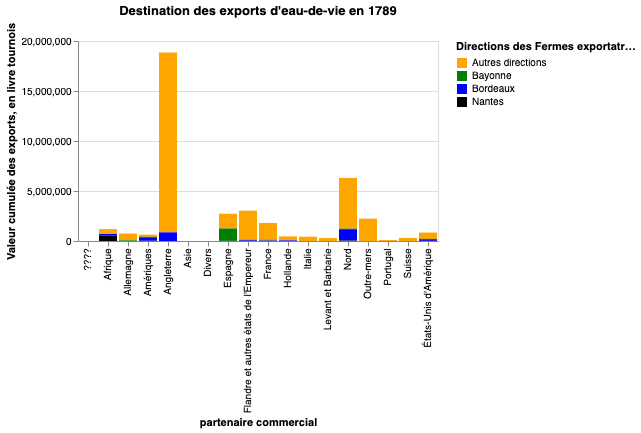 Destination des exports d'eau-de-vie en 1789
Valeur cumulée des exports, en livre tournois
20,000,000
15,000,000
10,000,000
5,000,000
0
????
Afrique
Allemagne
Amériques
Angleterre
Asie
Divers
Espagne
Flandre et autres états de l'Empereur
France
Hollande
Italie
Levant et Barbarie
Nord
Outre-mers
Portugal
Suisse
États-Unis d'Amérique
partenaire commercial
Directions des Fermes exportatr…
Autres directions
Bayonne
Bordeaux
Nantes